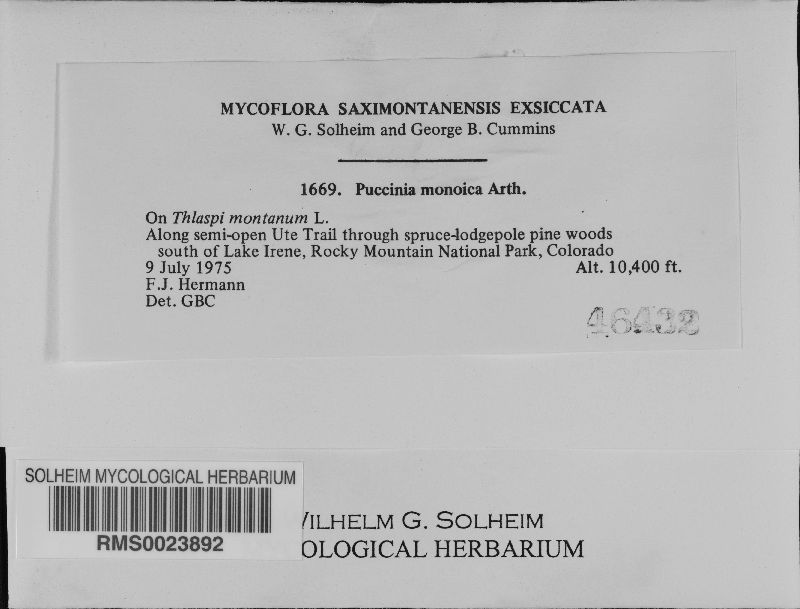 MYCOFLORA SAXIMONTANENSIS EXSICCATA
W. G. Solheim and George B. Cummins
1669. Puccinia monoica Arth.
On Thlaspi montanum L.
Along semi-open Ute Trail through spruce-lodgepole pine woods
south of Lake Irene, Rocky Mountain National Park, Colorado
9 July 1975 Alt. 10,400 ft.
F.J. Hermann
Det. GBC
46432
SOLHEIM MYCOLOGICAL HERBARIUM
RMS0023892
WILHELM G. SOLHEIM
OLOGICAL HERBARIUM